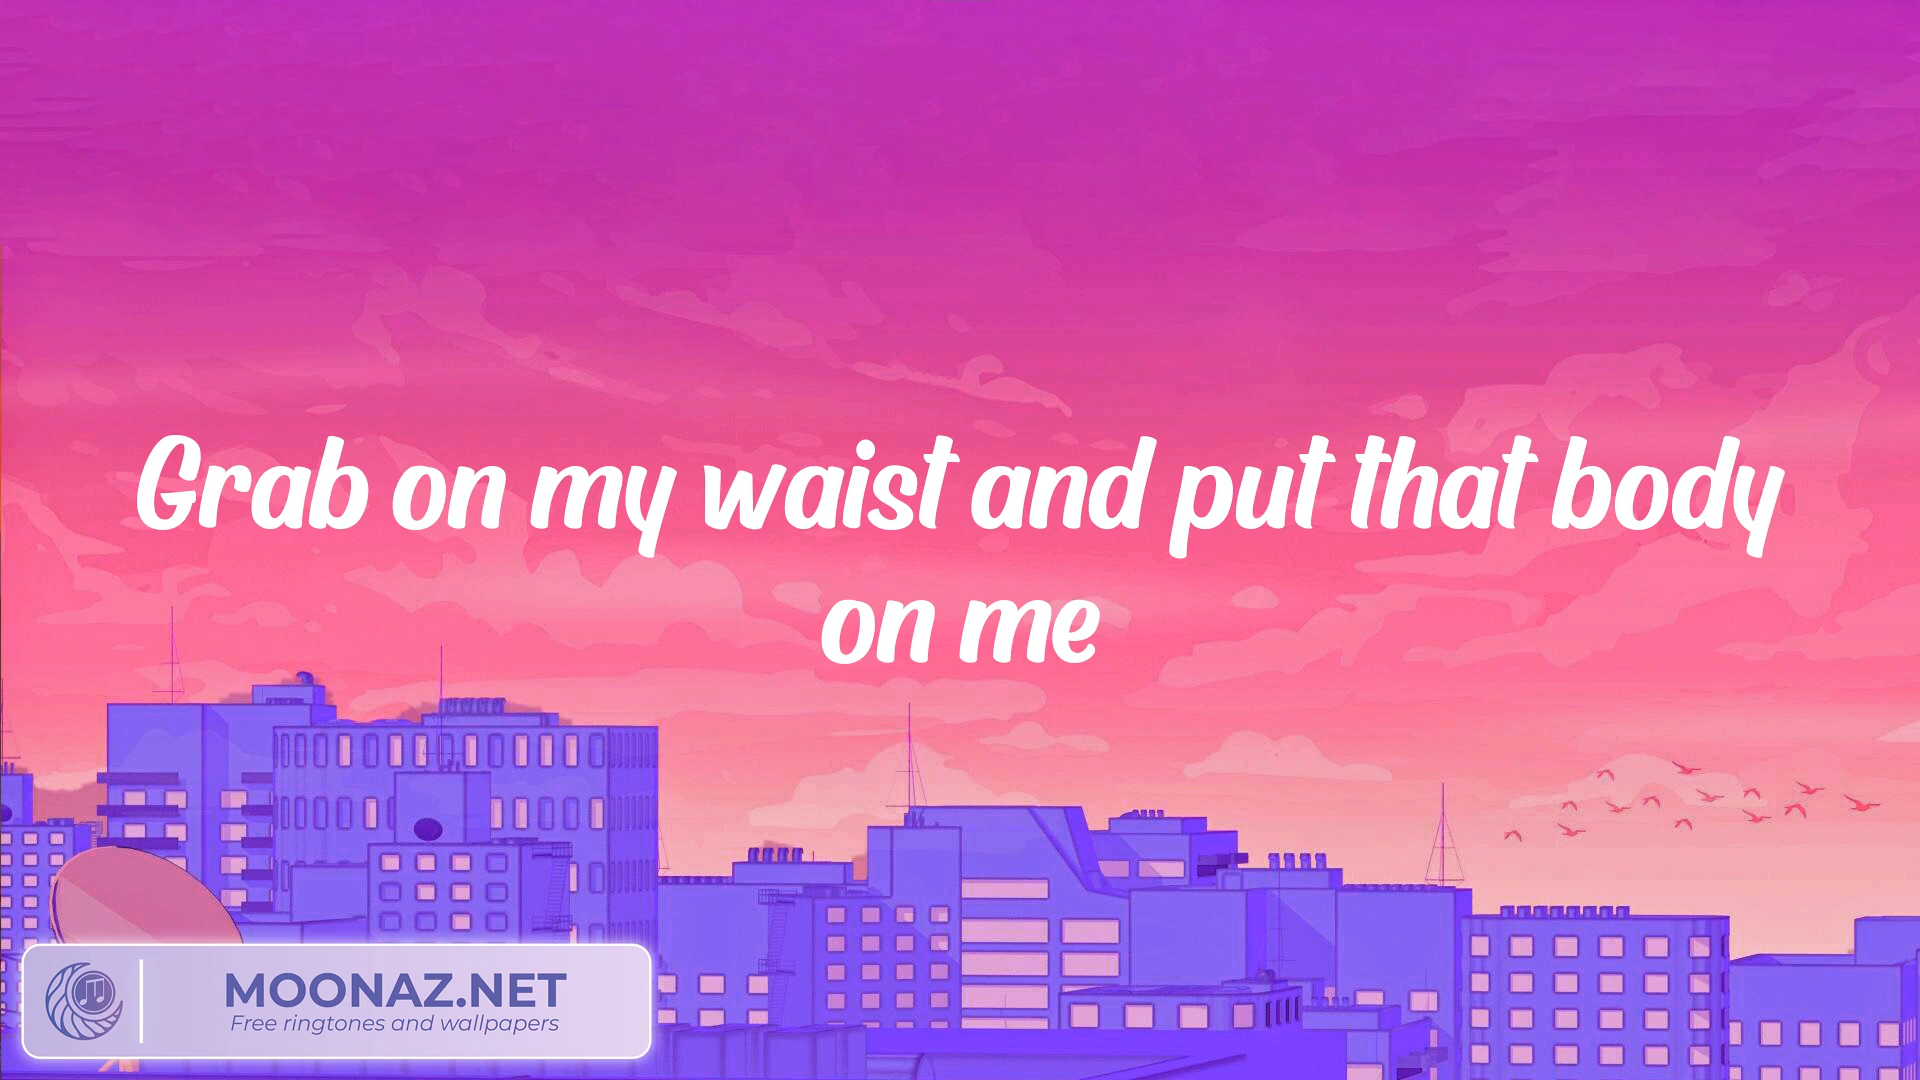 Grab on my waist and put that body
on me
MOONAZ.NET
Free ringtones and wallpapers